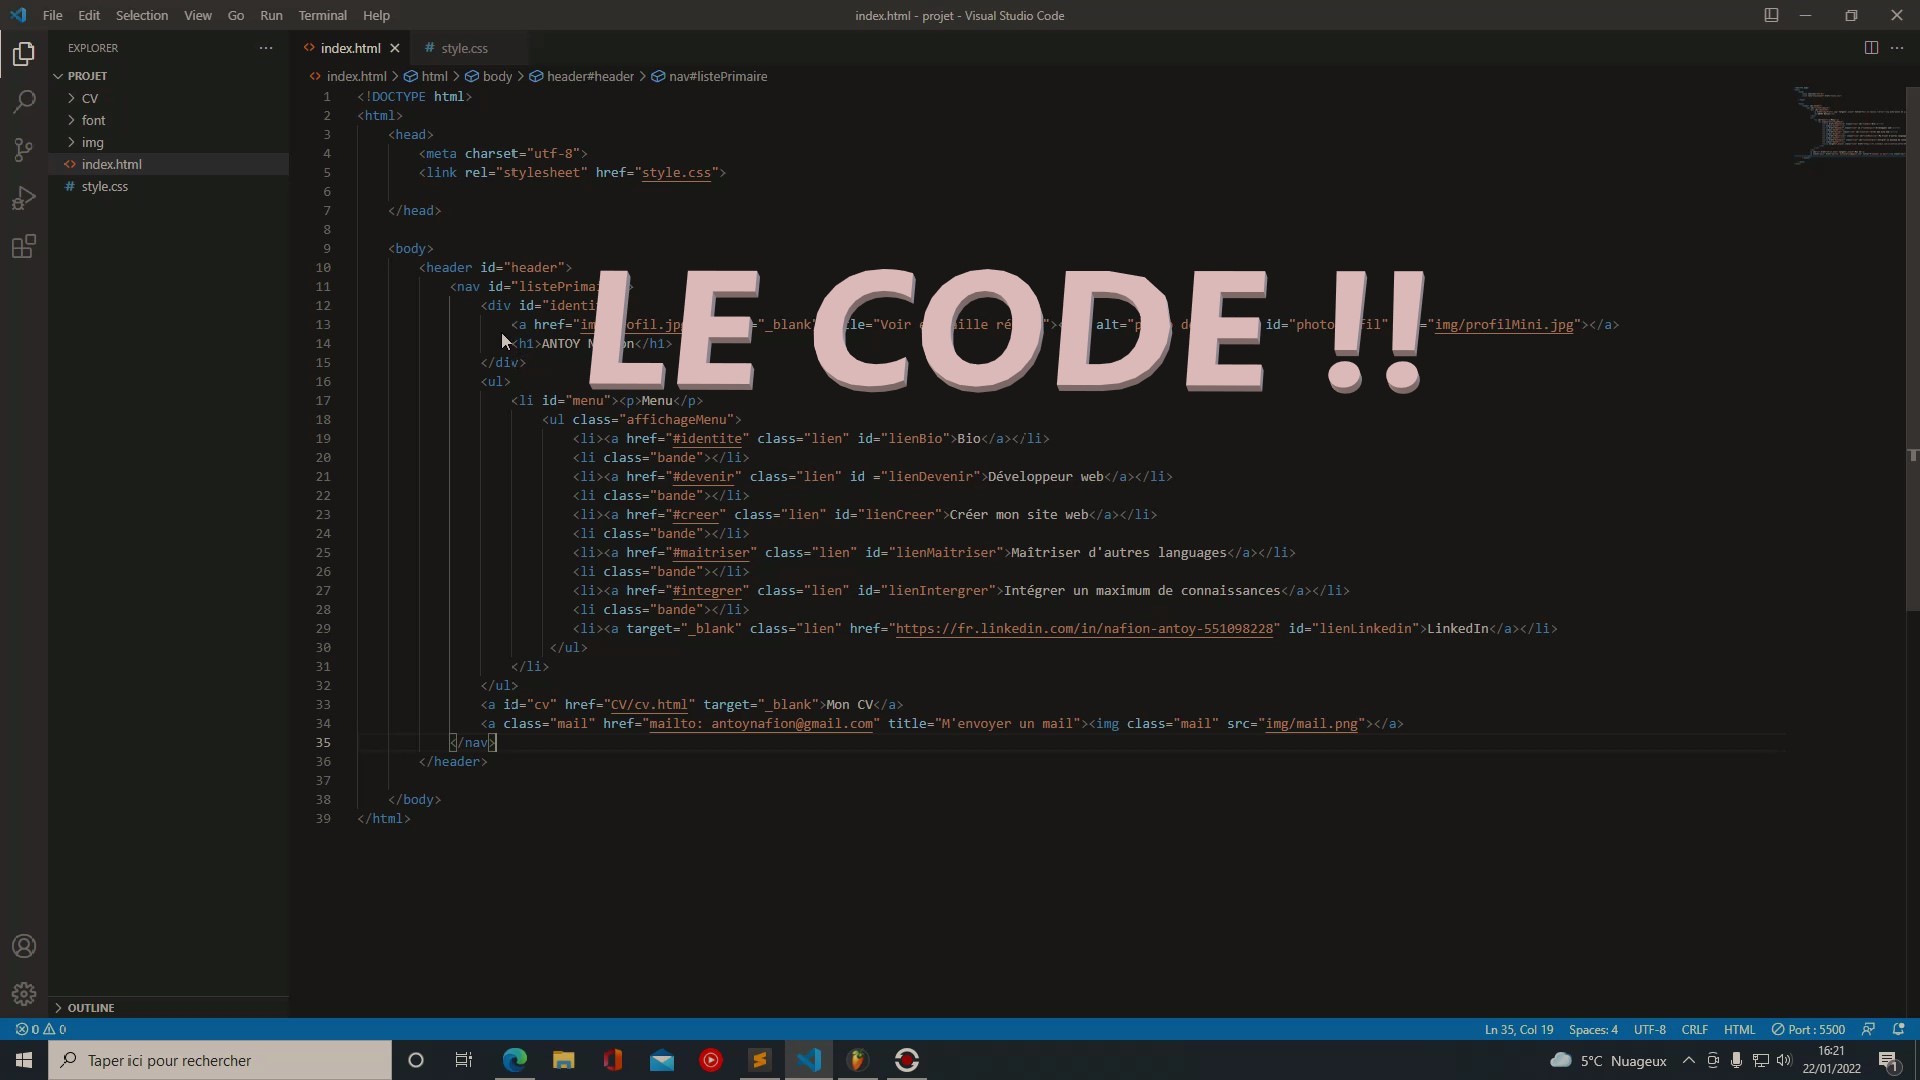 File Edit Selection View Go Run Terminal Help
index.html - projet - Visual Studio Code
EXPLORER
index.html
style.css
PROJET
CV
font
img
index.html
style.css
index.html > html > body > header#header > nav#listePrimaire
1 <!DOCTYPE html>
2 <html>
3 <head>
4 <meta charset="utf-8">
5 <link rel="stylesheet" href="style.css">
6
7 </head>
8
9 <body>
10 <header id="header">
11 <nav id="listePrima
12 <div id="identi
13 <a href="im ofil.jp "_blank" tle="Voir e aille ré ">< alt="p d id="photo fil" "img/profilMini.jpg"></a>
14 <h1>ANTOY N on</h1>
15 </div>
16 <ul>
17 <li id="menu"><p>Menu</p>
18 <ul class="affichageMenu">
19 <li><a href="#identite" class="lien" id="lienBio">Bio</a></li>
20 <li class="bande"></li>
21 <li><a href="#devenir" class="lien" id ="lienDevenir">Développeur web</a></li>
22 <li class="bande"></li>
23 <li><a href="#creer" class="lien" id="lienCreer">Créer mon site web</a></li>
24 <li class="bande"></li>
25 <li><a href="#maitriser" class="lien" id="lienMaitriser">Maîtriser d'autres languages</a></li>
26 <li class="bande"></li>
27 <li><a href="#integrer" class="lien" id="lienIntergrer">Intégrer un maximum de connaissances</a></li>
28 <li class="bande"></li>
29 <li><a target="_blank" class="lien" href="https://fr.linkedin.com/in/nafion-antoy-551098228" id="lienLinkedin">LinkedIn</a></li>
30 </ul>
31 </li>
32 </ul>
33 <a id="cv" href="CV/cv.html" target="_blank">Mon CV</a>
34 <a class="mail" href="mailto: antoynafion@gmail.com" title="M'envoyer un mail"><img class="mail" src="img/mail.png"></a>
35 </nav>
36 </header>
37
38 </body>
39 </html>
LE CODE !!
OUTLINE
0 0
Ln 35, Col 19 Spaces: 4 UTF-8 CRLF HTML Port : 5500
Taper ici pour rechercher
5°C Nuageux
16:21
22/01/2022
1